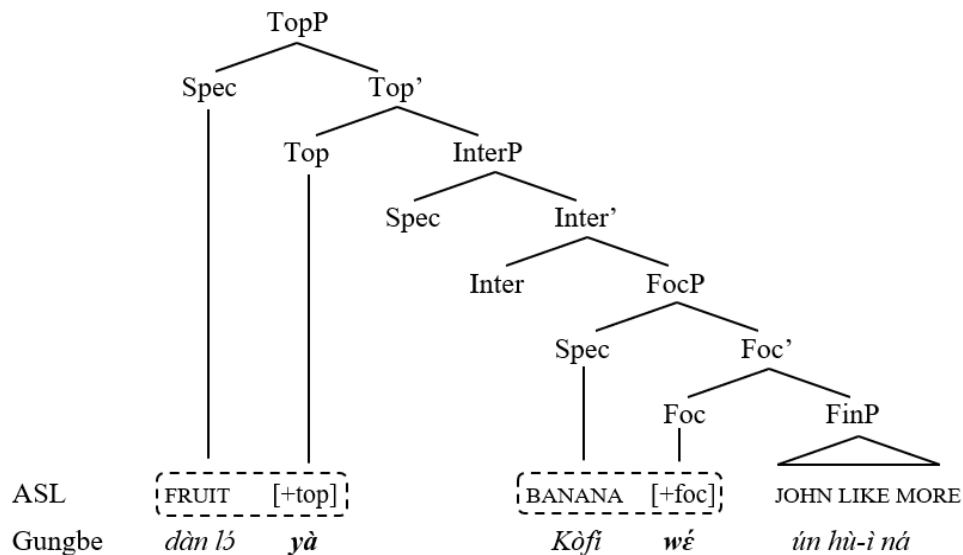 TopP
Spec Top’
Top InterP
Spec Inter’
Inter FocP
Spec Foc’
Foc FinP
ASL FRUIT [+top] BANANA [+foc] JOHN LIKE MORE
Gungbe dàn lɔ́ yà Kòfí wɛ́ ún hù-ì ná